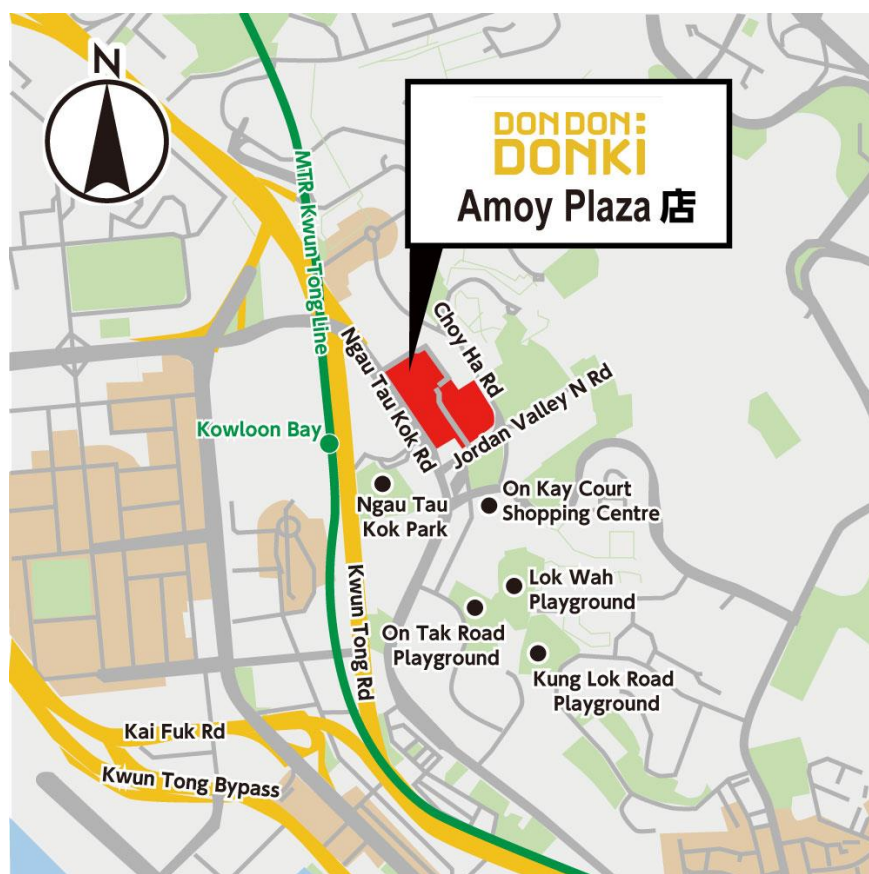 N
DON DON:
DONKI
Amoy Plaza 店
MTR Kwun Tong Line
Choy Ha Rd
Ngau Tau Kok Rd
Jordan Valley N Rd
Kowloon Bay
Ngau Tau
Kok Park
On Kay Court
Shopping Centre
Lok Wah
Playground
Kwun Tong Rd
On Tak Road
Playground
Kung Lok Road
Playground
Kai Fuk Rd
Kwun Tong Bypass